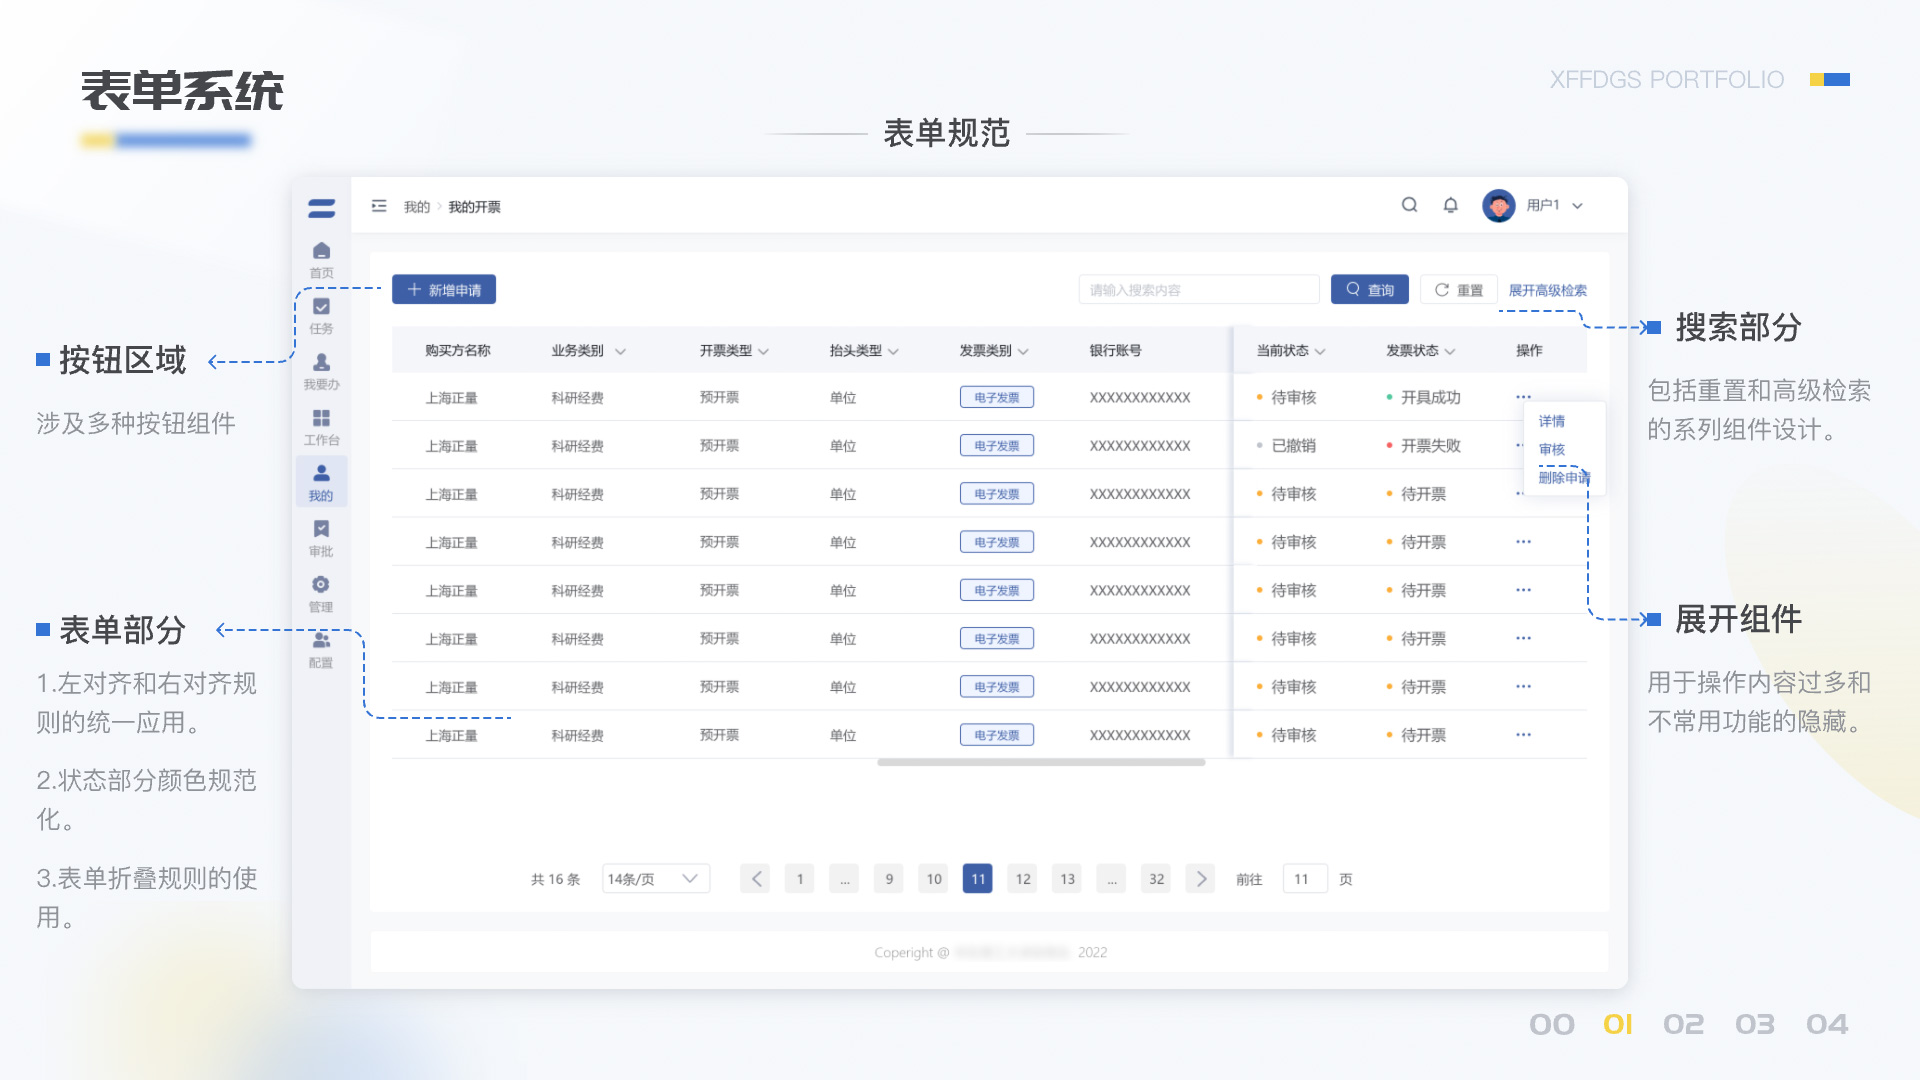 表单系统
XFFDGS PORTFOLIO
表单规范
我的 > 我的开票
用户1
首页
任务
我要办
工作台
我的
审批
管理
配置
新增申请
请输入搜索内容
查询
重置
展开高级检索
购买方名称 业务类别 开票类型 抬头类型 发票类别 银行账号 当前状态 发票状态 操作
上海正量 科研经费 预开票 单位 电子发票 XXXXXXXXXXXX 待审核 开具成功 ...
上海正量 科研经费 预开票 单位 电子发票 XXXXXXXXXXXX 已撤销 开票失败
上海正量 科研经费 预开票 单位 电子发票 XXXXXXXXXXXX 待审核 待开票
上海正量 科研经费 预开票 单位 电子发票 XXXXXXXXXXXX 待审核 待开票 ...
上海正量 科研经费 预开票 单位 电子发票 XXXXXXXXXXXX 待审核 待开票 ...
上海正量 科研经费 预开票 单位 电子发票 XXXXXXXXXXXX 待审核 待开票 ...
上海正量 科研经费 预开票 单位 电子发票 XXXXXXXXXXXX 待审核 待开票 ...
上海正量 科研经费 预开票 单位 电子发票 XXXXXXXXXXXX 待审核 待开票 ...
详情
审核
删除申请
共 16 条 14条/页 < 1 ... 9 10 11 12 13 ... 32 > 前往 11 页
Coperight @ 2022
按钮区域
涉及多种按钮组件
表单部分
1.左对齐和右对齐规
则的统一应用。
2.状态部分颜色规范
化。
3.表单折叠规则的使
用。
搜索部分
包括重置和高级检索
的系列组件设计。
展开组件
用于操作内容过多和
不常用功能的隐藏。
00 01 02 03 04